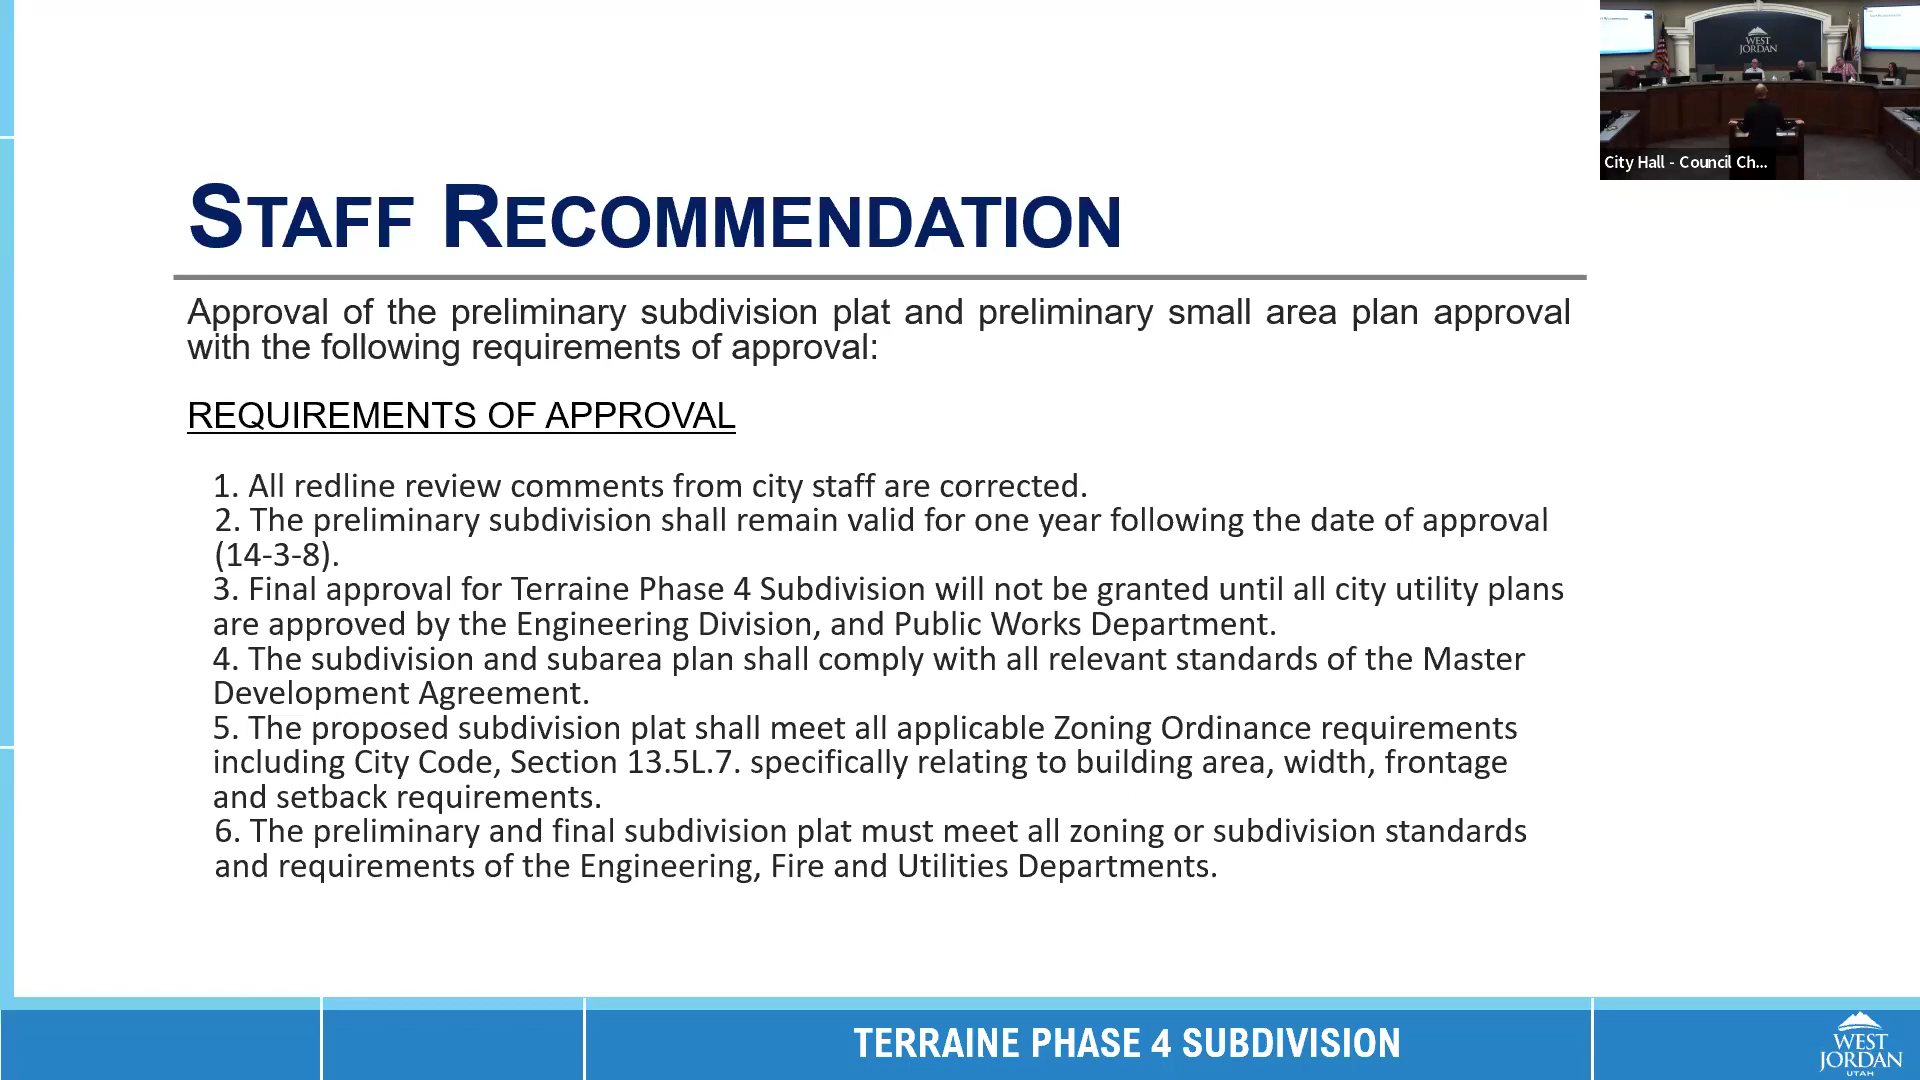 STAFF RECOMMENDATION
Approval of the preliminary subdivision plat and preliminary small area plan approval
with the following requirements of approval:
REQUIREMENTS OF APPROVAL
1. All redline review comments from city staff are corrected.
2. The preliminary subdivision shall remain valid for one year following the date of approval
(14-3-8).
3. Final approval for Terraine Phase 4 Subdivision will not be granted until all city utility plans
are approved by the Engineering Division, and Public Works Department.
4. The subdivision and subarea plan shall comply with all relevant standards of the Master
Development Agreement.
5. The proposed subdivision plat shall meet all applicable Zoning Ordinance requirements
including City Code, Section 13.5L.7. specifically relating to building area, width, frontage
and setback requirements.
6. The preliminary and final subdivision plat must meet all zoning or subdivision standards
and requirements of the Engineering, Fire and Utilities Departments.
TERRAINE PHASE 4 SUBDIVISION
WEST
JORDAN
UTAH
WEST
JORDAN
City Hall - Council Ch...